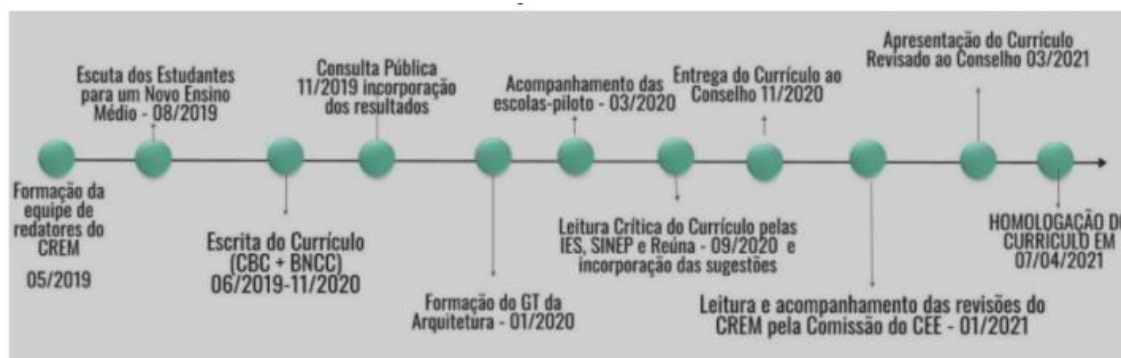 Formação da
equipe de
redatores do
CREM
05/2019
Escuta dos Estudantes
para um Novo Ensino
Médio - 08/2019
Escrita do Currículo
(CBC + BNCC)
06/2019-11/2020
Consulta Pública
11/2019 incorporação
dos resultados
Formação do GT da
Arquitetura - 01/2020
Acompanhamento das
escolas-piloto - 03/2020
Leitura Crítica do Currículo pelas
IES, SINEP e Reúna - 09/2020 e
incorporação das sugestões
Entrega do Currículo ao
Conselho 11/2020
Leitura e acompanhamento das revisões do
CREM pela Comissão do CEE - 01/2021
Apresentação do Currículo
Revisado ao Conselho 03/2021
HOMOLOGAÇÃO D
CURRÍCULO EM
07/04/2021